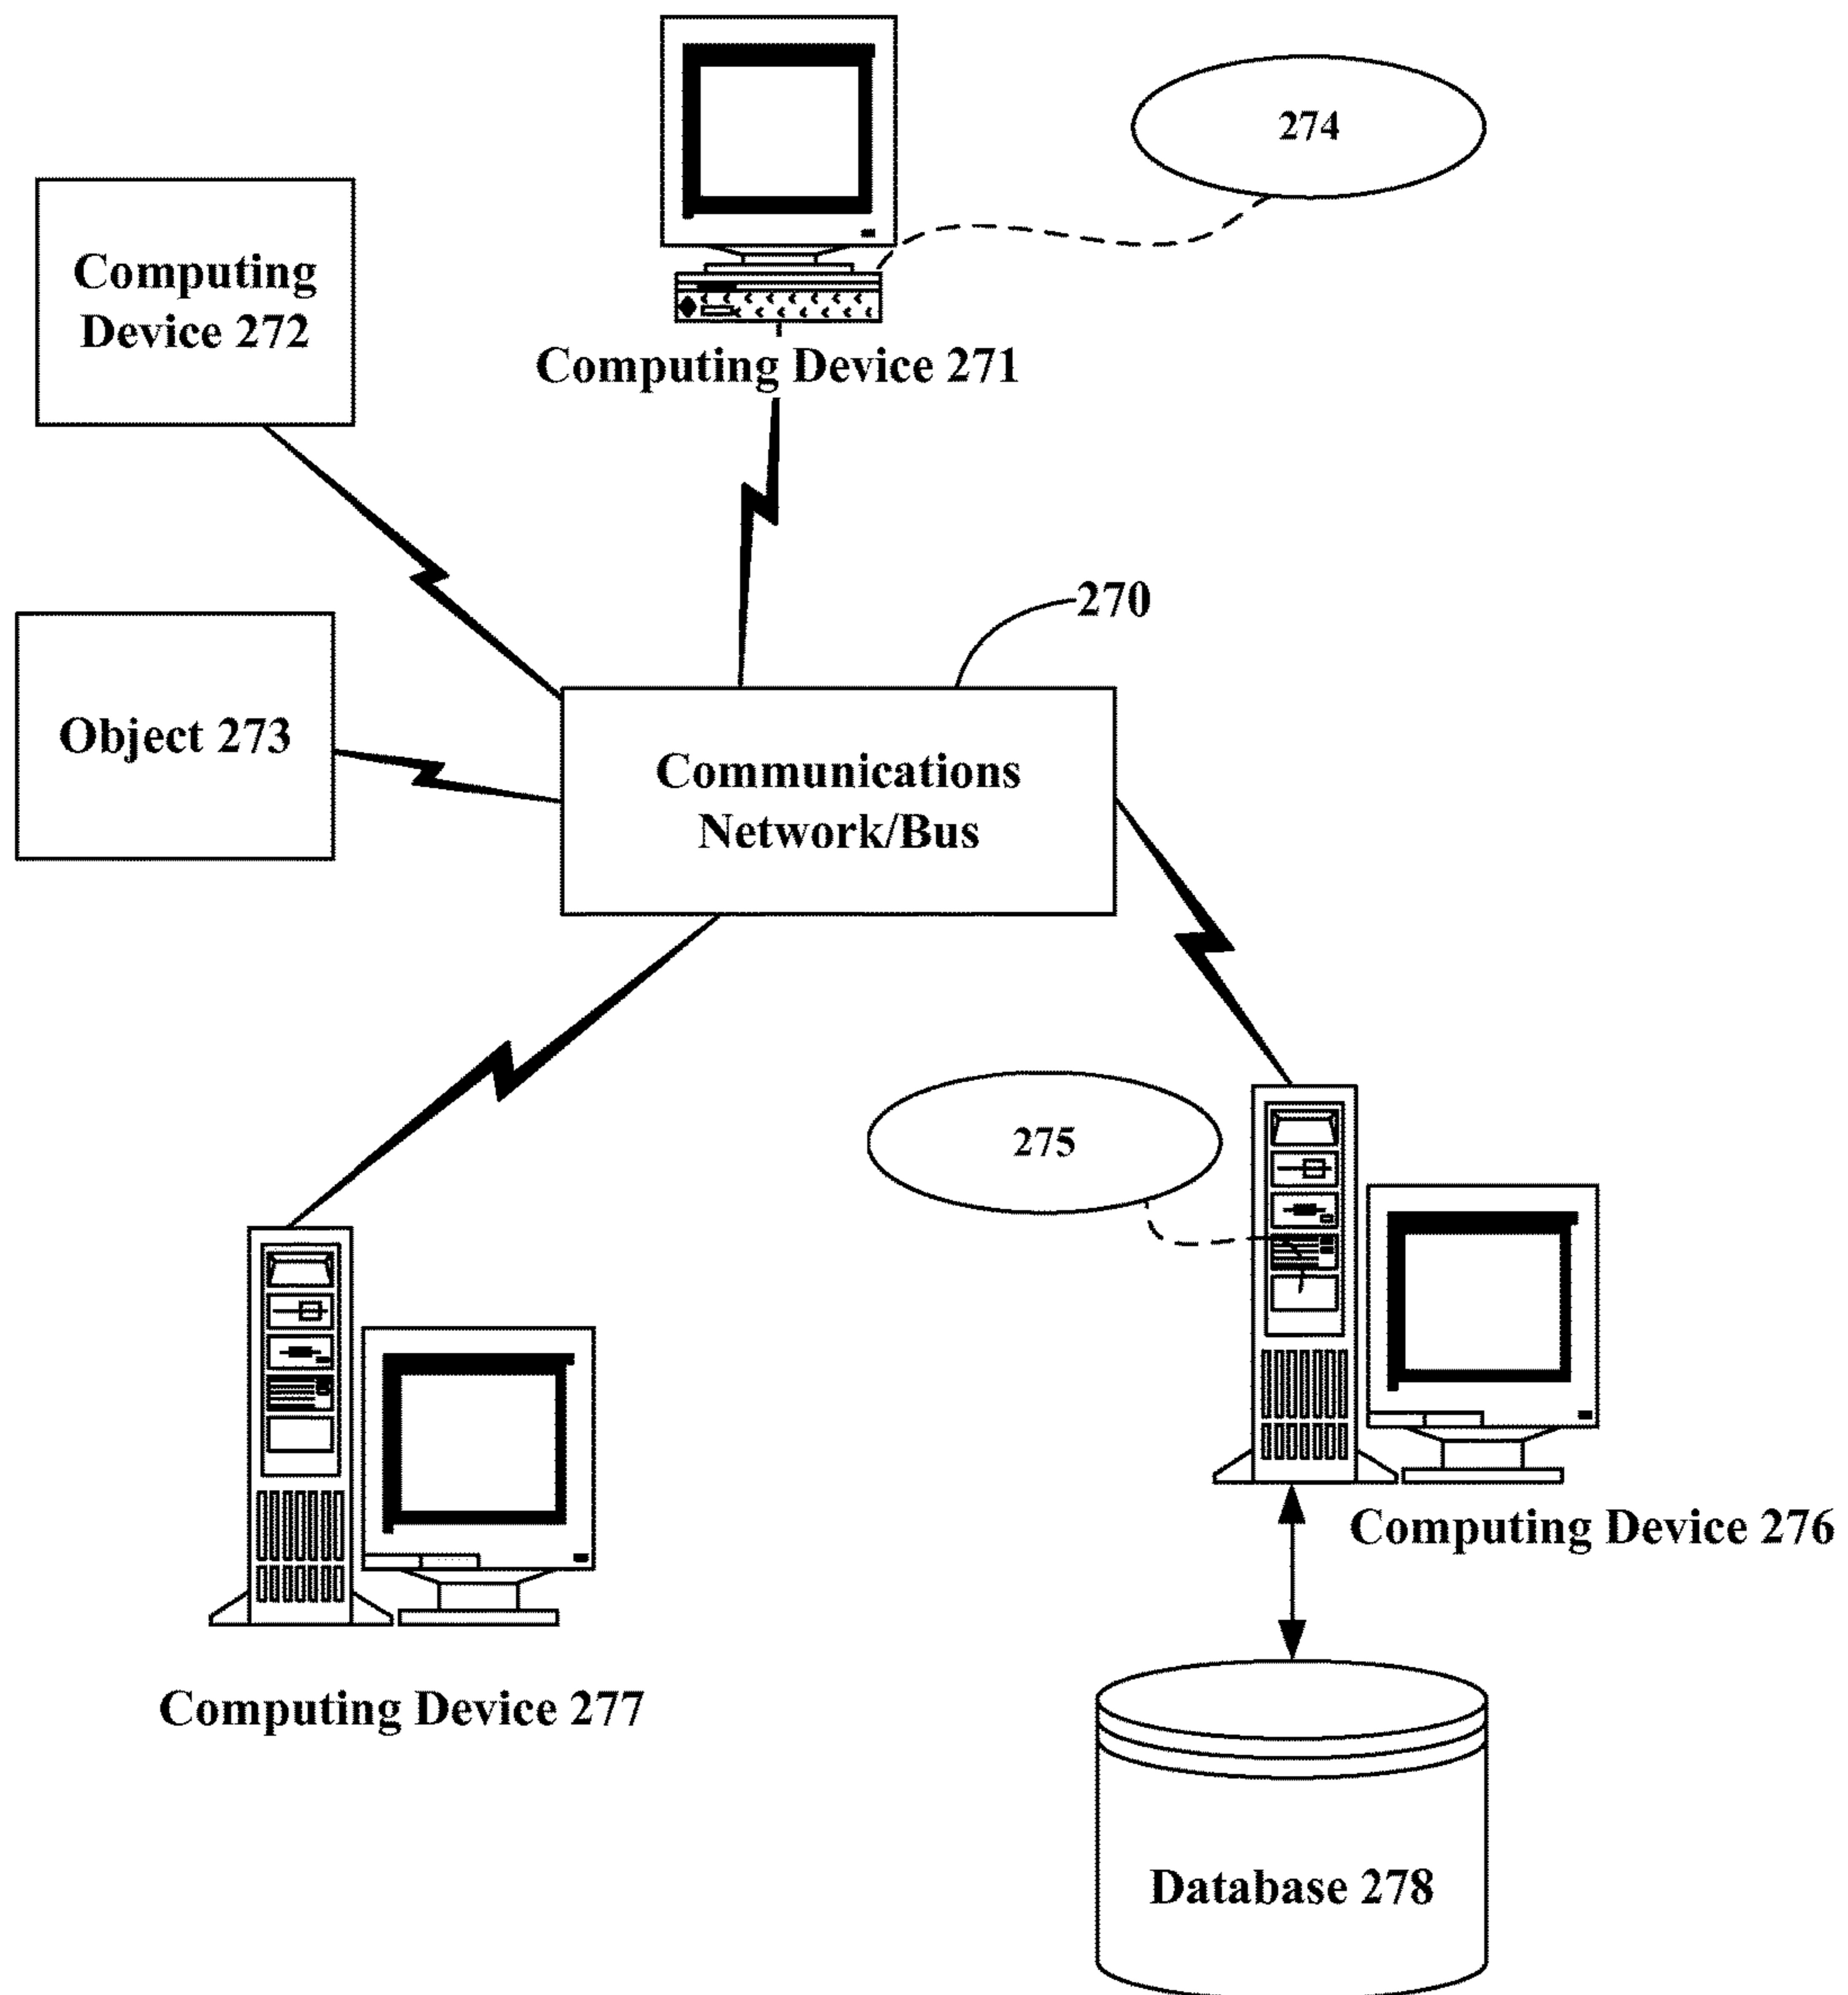 274
Computing
Device 272
Computing Device 271
270
Object 273
Communications
Network/Bus
275
Computing Device 276
Computing Device 277
Database 278